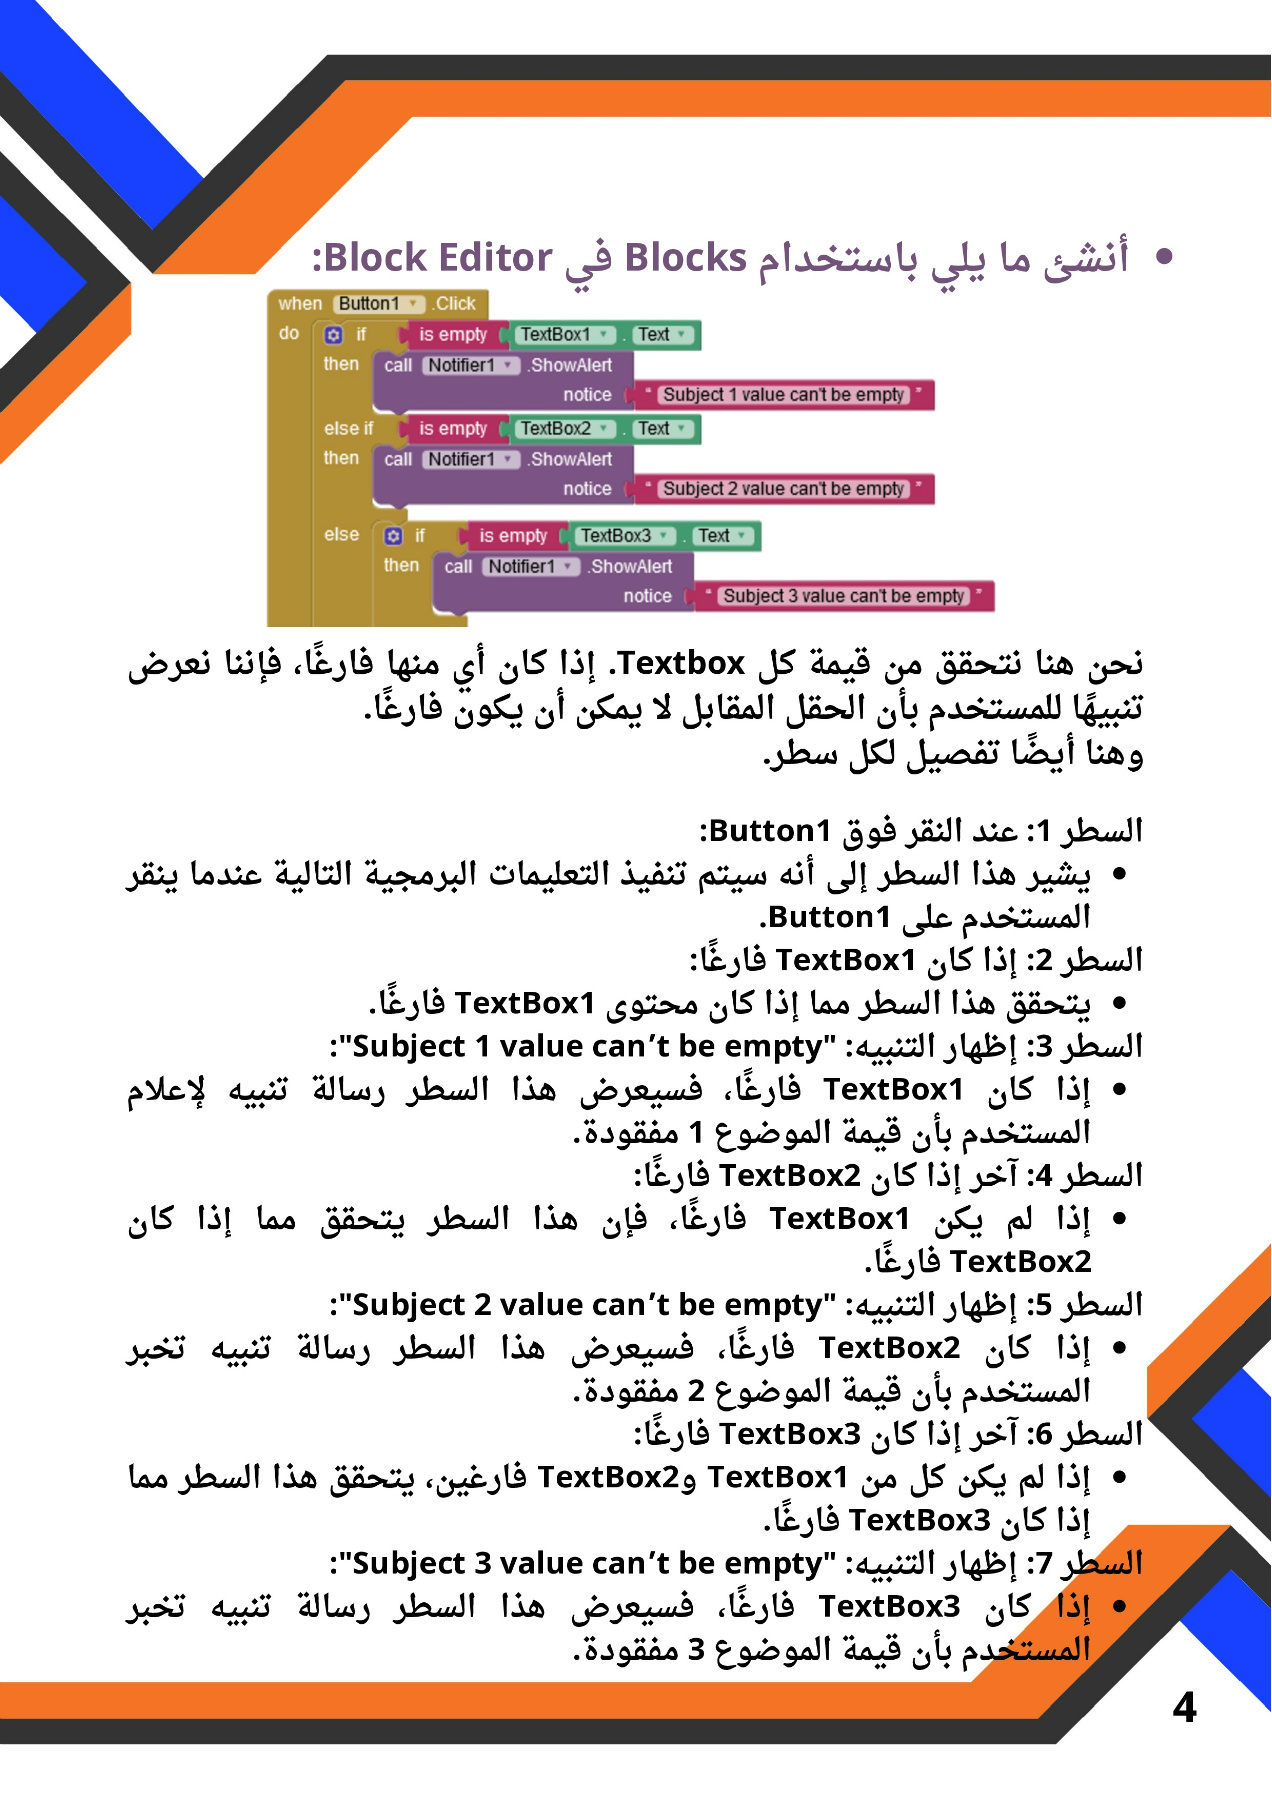 • أنشئ ما يلي باستخدام Blocks في Block Editor:
when Button1 .Click
do if is empty TextBox1 . Text
then call Notifier1 .ShowAlert
notice " Subject 1 value can't be empty "
else if is empty TextBox2 . Text
then call Notifier1 .ShowAlert
notice " Subject 2 value can't be empty "
else if is empty TextBox3 . Text
then call Notifier1 .ShowAlert
notice " Subject 3 value can't be empty "
نحن هنا نتحقق من قيمة كل Textbox. إذا كان أي منها فارغًا، فإننا نعرض
تنبيهًا للمستخدم بأن الحقل المقابل لا يمكن أن يكون فارغًا.
وهنا أيضًا تفصيل لكل سطر.
السطر 1: عند النقر فوق Button1:
• يشير هذا السطر إلى أنه سيتم تنفيذ التعليمات البرمجية التالية عندما ينقر
المستخدم على Button1.
السطر 2: إذا كان TextBox1 فارغًا:
• يتحقق هذا السطر مما إذا كان محتوى TextBox1 فارغًا.
السطر 3: إظهار التنبيه: "Subject 1 value can’t be empty":
• إذا كان TextBox1 فارغًا، فسيعرض هذا السطر رسالة تنبيه لإعلام
المستخدم بأن قيمة الموضوع 1 مفقودة.
السطر 4: آخر إذا كان TextBox2 فارغًا:
• إذا لم يكن TextBox1 فارغًا، فإن هذا السطر يتحقق مما إذا كان
TextBox2 فارغًا.
السطر 5: إظهار التنبيه: "Subject 2 value can’t be empty":
• إذا كان TextBox2 فارغًا، فسيعرض هذا السطر رسالة تنبيه تخبر
المستخدم بأن قيمة الموضوع 2 مفقودة.
السطر 6: آخر إذا كان TextBox3 فارغًا:
• إذا لم يكن كل من TextBox1 وTextBox2 فارغين، يتحقق هذا السطر مما
إذا كان TextBox3 فارغًا.
السطر 7: إظهار التنبيه: "Subject 3 value can’t be empty":
• إذا كان TextBox3 فارغًا، فسيعرض هذا السطر رسالة تنبيه تخبر
المستخدم بأن قيمة الموضوع 3 مفقودة.
4